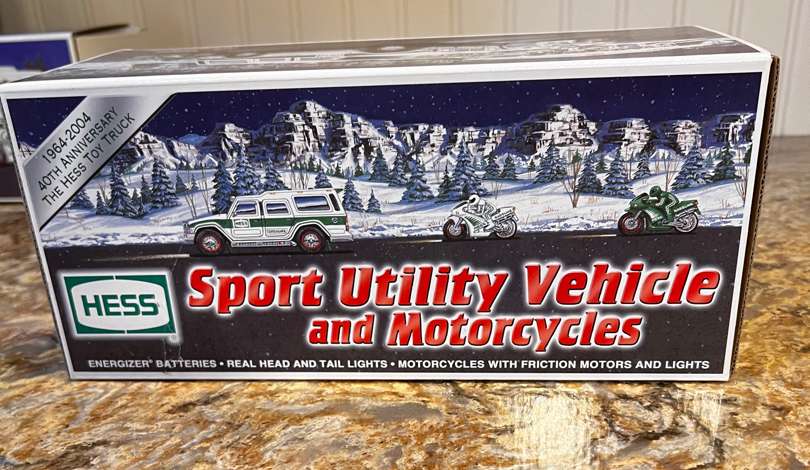 1964-2004
40TH ANNIVERSARY
THE HESS TOY TRUCK
HESS
HESS®
Sport Utility Vehicle
and Motorcycles
ENERGIZER® BATTERIES • REAL HEAD AND TAIL LIGHTS • MOTORCYCLES WITH FRICTION MOTORS AND LIGHTS